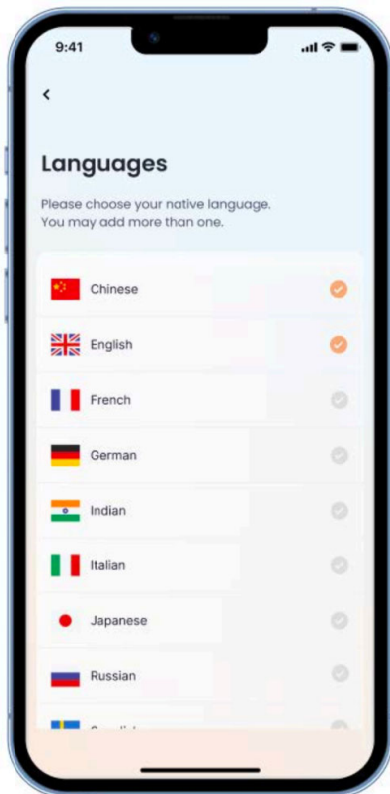 9:41
Languages
Please choose your native language.
You may add more than one.
Chinese
English
French
German
Indian
Italian
Japanese
Russian